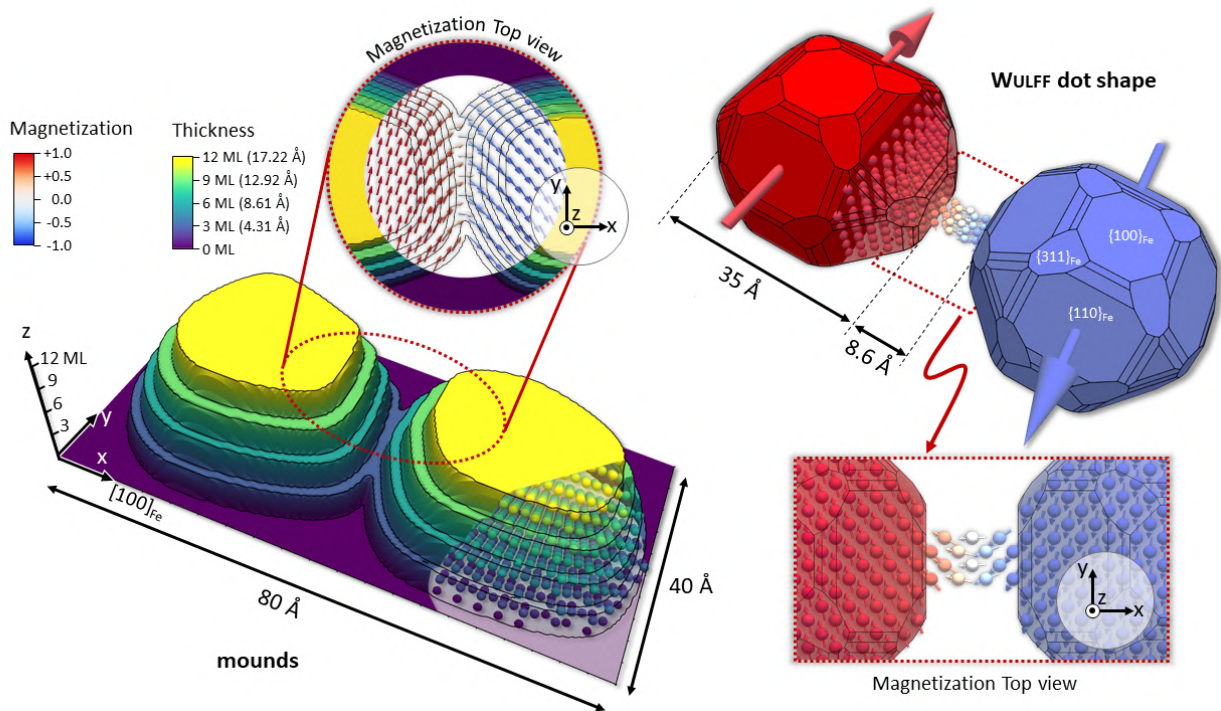 Magnetization Top view
Magnetization
+1.0
+0.5
0.0
-0.5
-1.0
Thickness
12 ML (17.22 Å)
9 ML (12.92 Å)
6 ML (8.61 Å)
3 ML (4.31 Å)
0 ML
y
z
x
z
12 ML
9
6
3
y
x
[100]Fe
80 Å
40 Å
mounds
WULFF DOT SHAPE
35 Å
8.6 Å
{100}Fe
{311}Fe
{110}Fe
y
z
x
Magnetization Top view